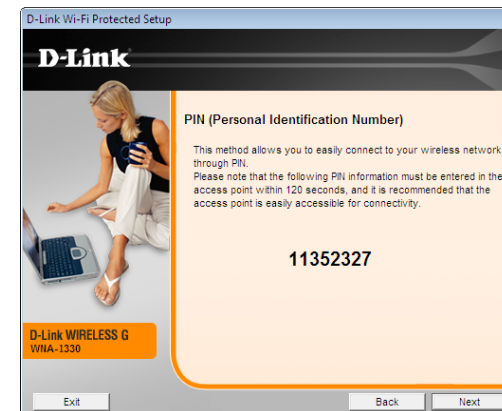 D-Link Wi-Fi Protected Setup
D-Link
PIN (Personal Identification Number)
This method allows you to easily connect to your wireless network
through PIN.
Please note that the following PIN information must be entered in the
access point within 120 seconds, and it is recommended that the
access point is easily accessible for connectivity.
11352327
D-Link WIRELESS G
WNA-1330
Exit
Back
Next